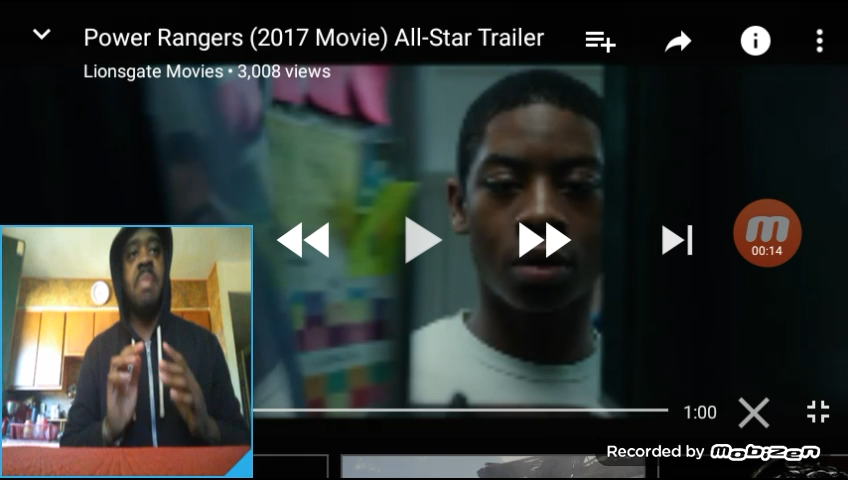 Power Rangers (2017 Movie) All-Star Trailer
Lionsgate Movies • 3,008 views
00:14
1:00
Recorded by Mobizen